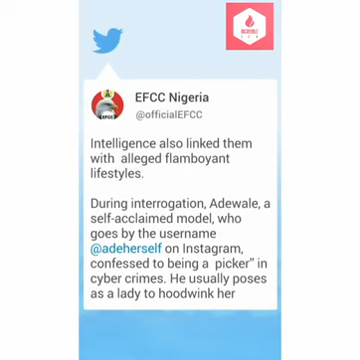 EFCC Nigeria
@officialEFCC
Intelligence also linked them
with alleged flamboyant
lifestyles.
During interrogation, Adewale, a
self-acclaimed model, who
goes by the username
@adeherself on Instagram,
confessed to being a picker” in
cyber crimes. He usually poses
as a lady to hoodwink her